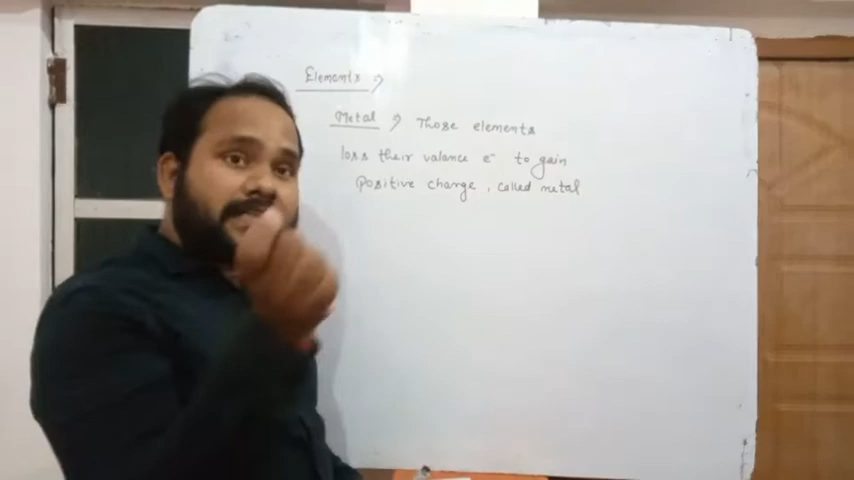 Elements ⇒
Metal ⇒ Those elements
loss their valance e⁻ to gain
Positive charge, called metal